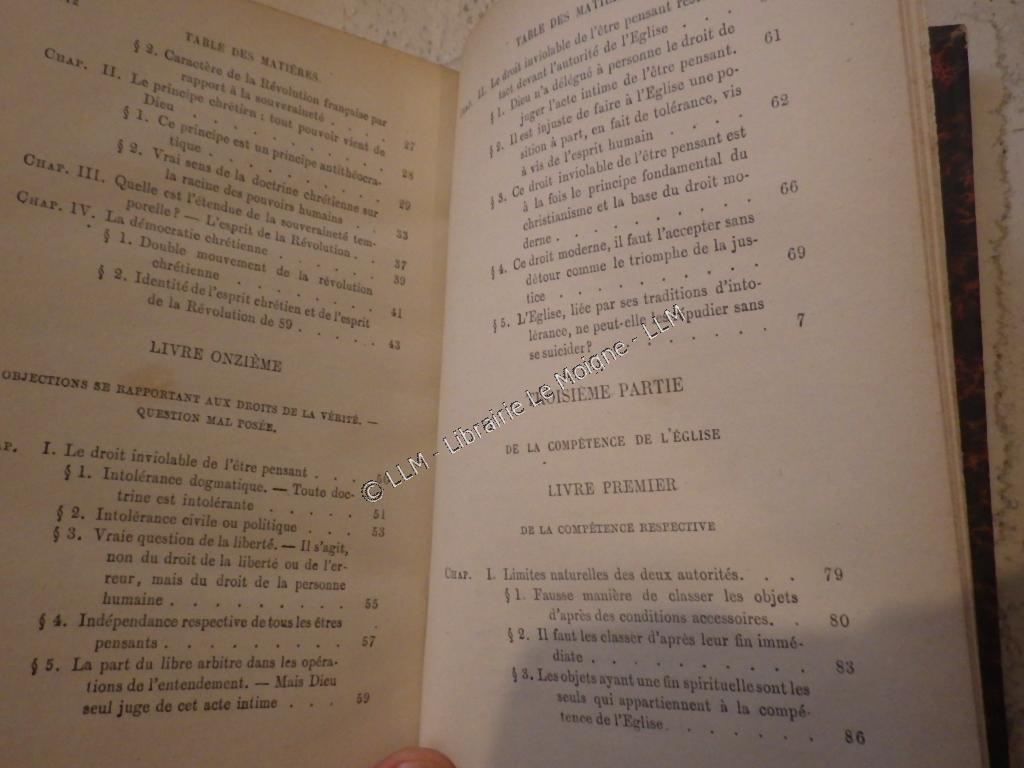 TABLE DES MATIÈRES.
§ 2. Caractère de la Révolution française par
rapport à la souveraineté . . . . 27
CHAP. II. Le principe chrétien : tout pouvoir vient de
Dieu . . . . . . . . . . 28
§ 1. Ce principe est un principe antithéocra-
tique . . . . . . . . . 29
§ 2. Vrai sens de la doctrine chrétienne sur
la racine des pouvoirs humains 33
CHAP. III. Quelle est l'étendue de la souveraineté tem-
porelle? — L'esprit de la Révolution . . 37
CHAP. IV. La démocratie chrétienne . . . . . 39
§ 1. Double mouvement de la révolution
chrétienne . . . . . . . . 41
§ 2. Identité de l'esprit chrétien et de l'esprit
de la Révolution de 89 . . . . . 43
LIVRE ONZIÈME
OBJECTIONS SE RAPPORTANT AUX DROITS DE LA VÉRITÉ. —
QUESTION MAL POSÉE.
I. Le droit inviolable de l'être pensant . . .
§ 1. Intolérance dogmatique. — Toute doc-
trine est intolérante . . . . . 51
§ 2. Intolérance civile ou politique . . . 53
§ 3. Vraie question de la liberté. — Il s'agit,
non du droit de la liberté ou de l'er-
reur, mais du droit de la personne
humaine . . . . . . . . . 55
§ 4. Indépendance respective de tous les êtres
pensants . . . . . . . . . 57
§ 5. La part du libre arbitre dans les opéra-
tions de l'entendement. — Mais Dieu
seul juge de cet acte intime . . . 59
TABLE DES
II. Le droit inviolable de l'être pensant
tact devant l'autorité de l'Eglise . . . 61
§ 1. Dieu n'a délégué à personne le droit de
juger l'acte intime de l'être pensant. 62
§ 2. Il est injuste de faire à l'Eglise une po-
sition à part, en fait de tolérance, vis
à vis de l'esprit humain . . . . . 66
§ 3. Ce droit inviolable de l'être pensant est
à la fois le principe fondamental du
christianisme et la base du droit mo-
derne . . . . . . . . . 69
§ 4. Ce droit moderne, il faut l'accepter sans
détour comme le triomphe de la jus-
tice . . . . . . . . . 7
§ 5. L'Eglise, liée par ses traditions d'into-
lérance, ne peut-elle les répudier sans
se suicider? . . . . . . .
TROISIÈME PARTIE
DE LA COMPÉTENCE DE L'ÉGLISE
LIVRE PREMIER
DE LA COMPÉTENCE RESPECTIVE
CHAP. I. Limites naturelles des deux autorités. . . . 79
§ 1. Fausse manière de classer les objets
d'après des conditions accessoires. . . 80
§ 2. Il faut les classer d'après leur fin immé-
diate . . . . . . . . . 83
§ 3. Les objets ayant une fin spirituelle sont les
seuls qui appartiennent à la compé-
tence de l'Eglise . . . . . . 86
© LLM - Librairie Le Moigne - LLM